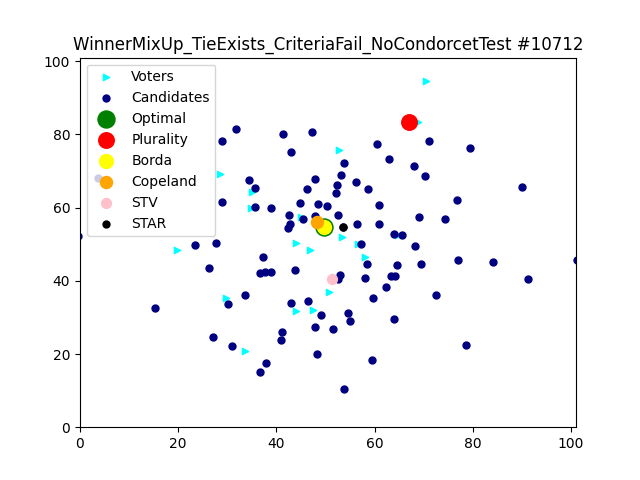 WinnerMixUp_TieExists_CriteriaFail_NoCondorcetTest #10712
100
80
60
40
20
0
Voters
Candidates
Optimal
Plurality
Borda
Copeland
STV
STAR
0 20 40 60 80 100